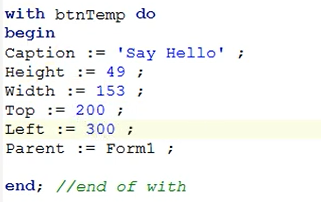 with btnTemp do
begin
Caption := 'Say Hello' ;
Height := 49 ;
Width := 153 ;
Top := 200 ;
Left := 300 ;
Parent := Form1 ;
end; //end of with